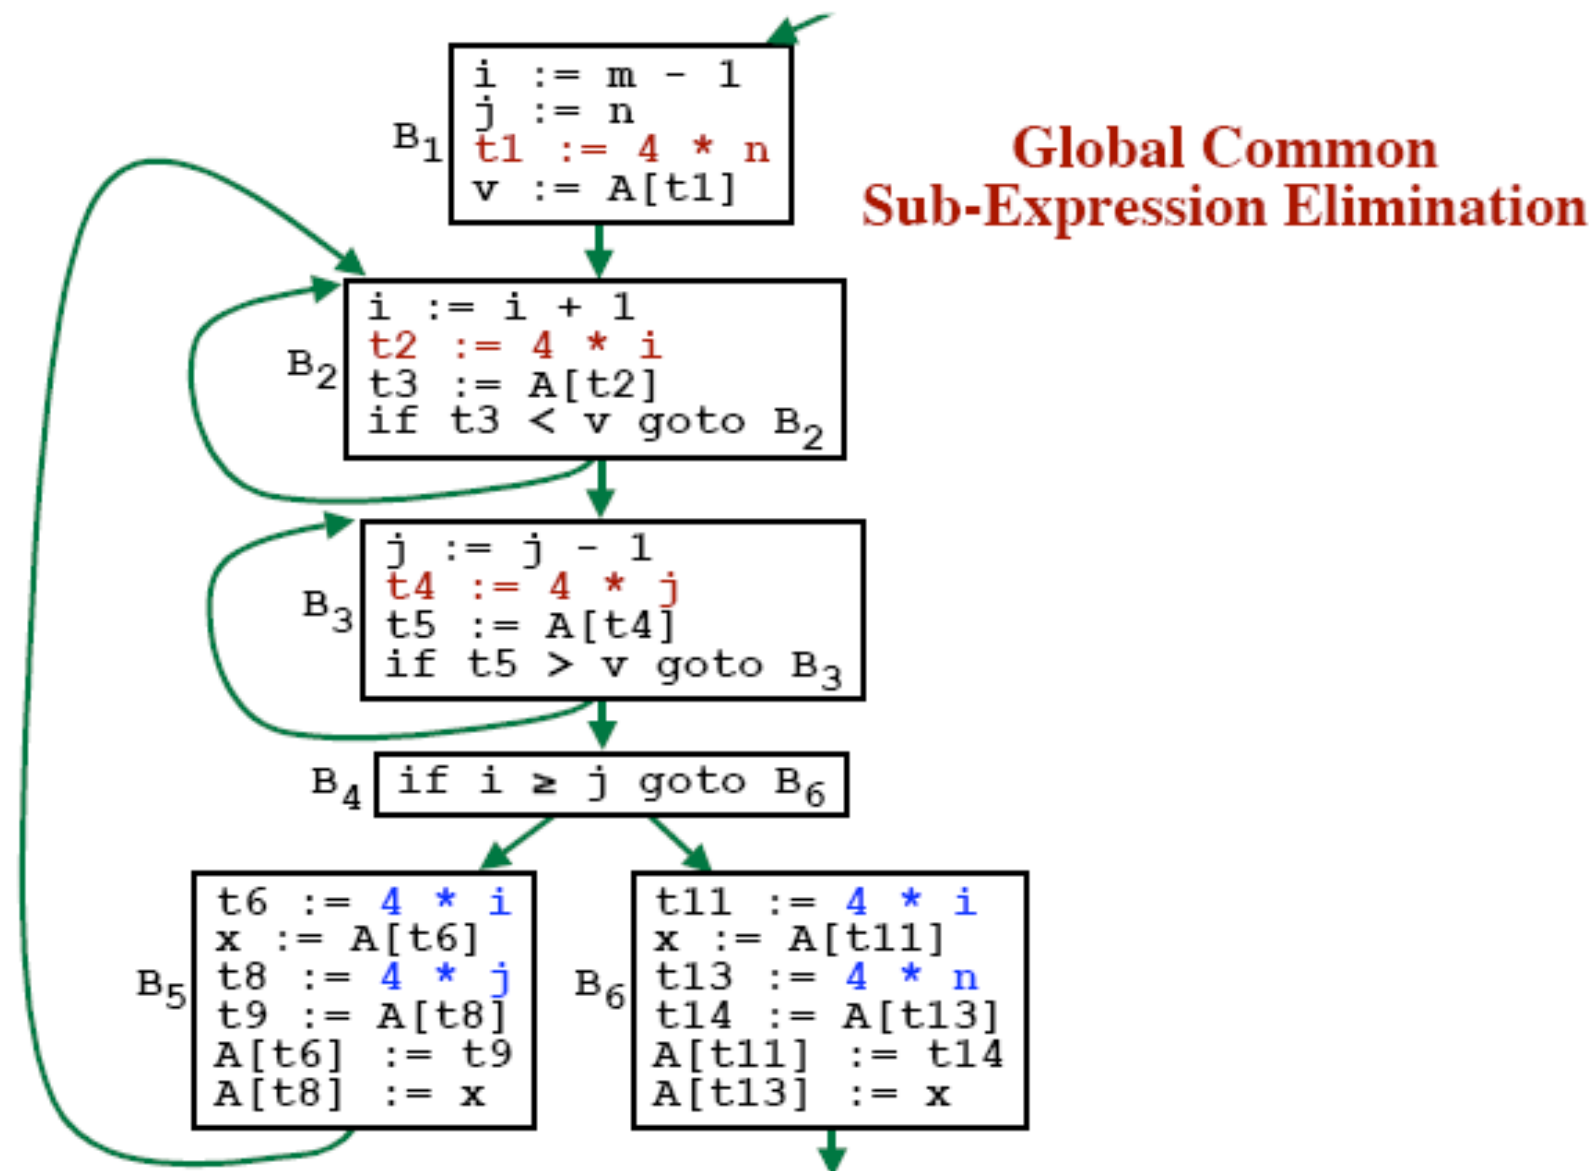 Global Common
Sub-Expression Elimination
B1
i := m - 1
j := n
t1 := 4 * n
v := A[t1]
B2
i := i + 1
t2 := 4 * i
t3 := A[t2]
if t3 < v goto B2
B3
j := j - 1
t4 := 4 * j
t5 := A[t4]
if t5 > v goto B3
B4
if i ≥ j goto B6
B5
t6 := 4 * i
x := A[t6]
t8 := 4 * j
t9 := A[t8]
A[t6] := t9
A[t8] := x
B6
t11 := 4 * i
x := A[t11]
t13 := 4 * n
t14 := A[t13]
A[t11] := t14
A[t13] := x